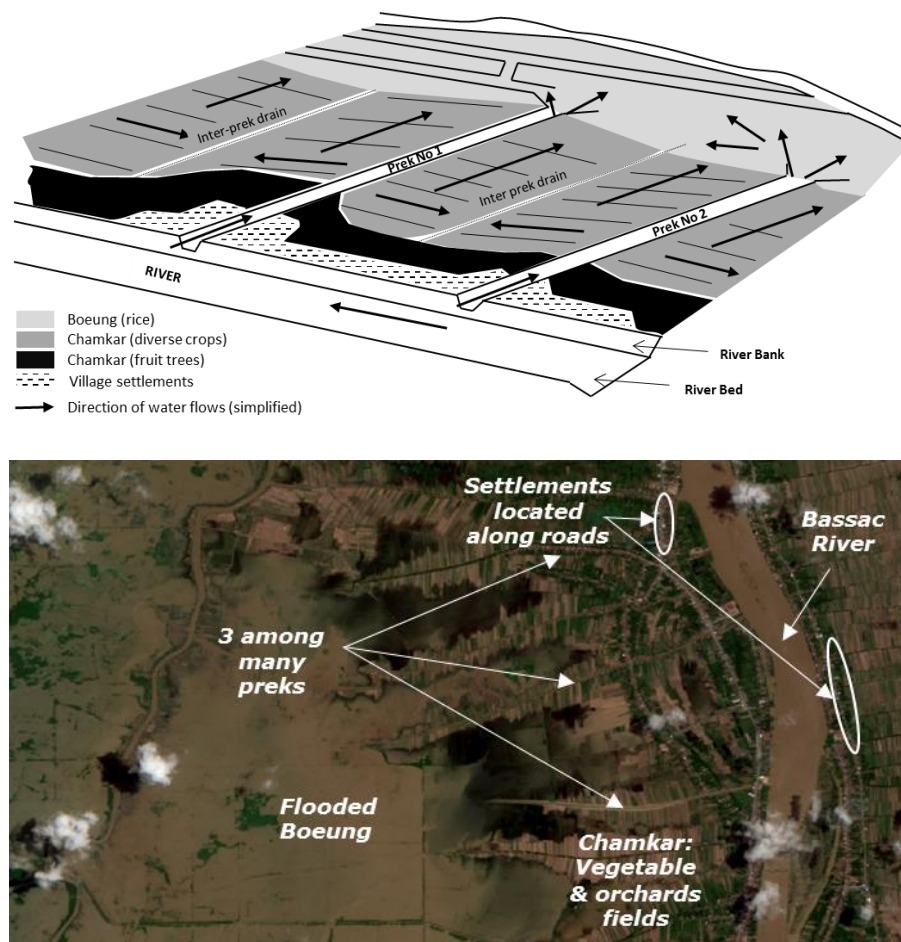 Inter-prek drain
Prek No 1
Inter prek drain
Prek No 2
RIVER
Boeung (rice)
Chamkar (diverse crops)
Chamkar (fruit trees)
Village settlements
Direction of water flows (simplified)
River Bank
River Bed
Settlements
located
along roads
Bassac
River
3 among
many
preks
Flooded
Boeung
Chamkar:
Vegetable
& orchards
fields